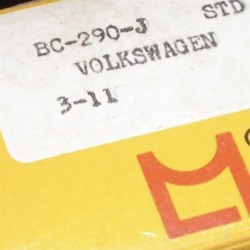 BC-290-J STD
VOLKSWAGEN
3-11